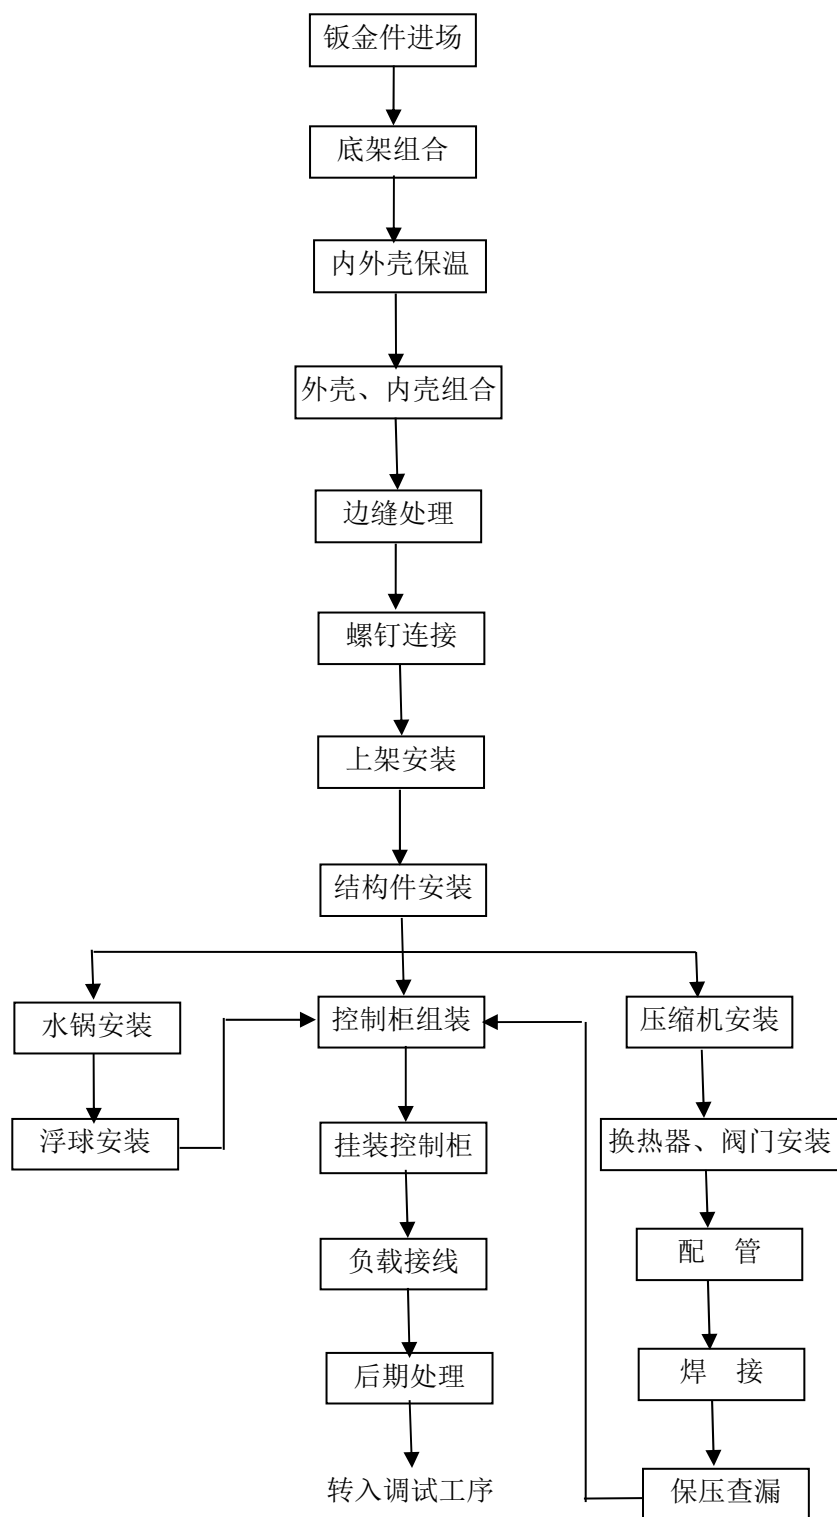 钣金件进场
底架组合
内外壳保温
外壳、内壳组合
边缝处理
螺钉连接
上架安装
结构件安装
水锅安装
控制柜组装
压缩机安装
浮球安装
挂装控制柜
换热器、阀门安装
负载接线
配 管
后期处理
焊 接
转入调试工序
保压查漏